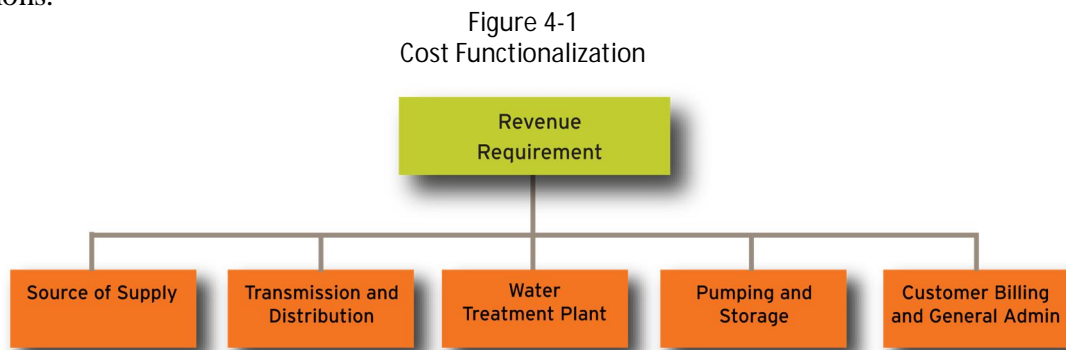 ions.
Figure 4-1
Cost Functionalization
Revenue
Requirement
Source of Supply
Transmission and
Distribution
Water
Treatment Plant
Pumping and
Storage
Customer Billing
and General Admin